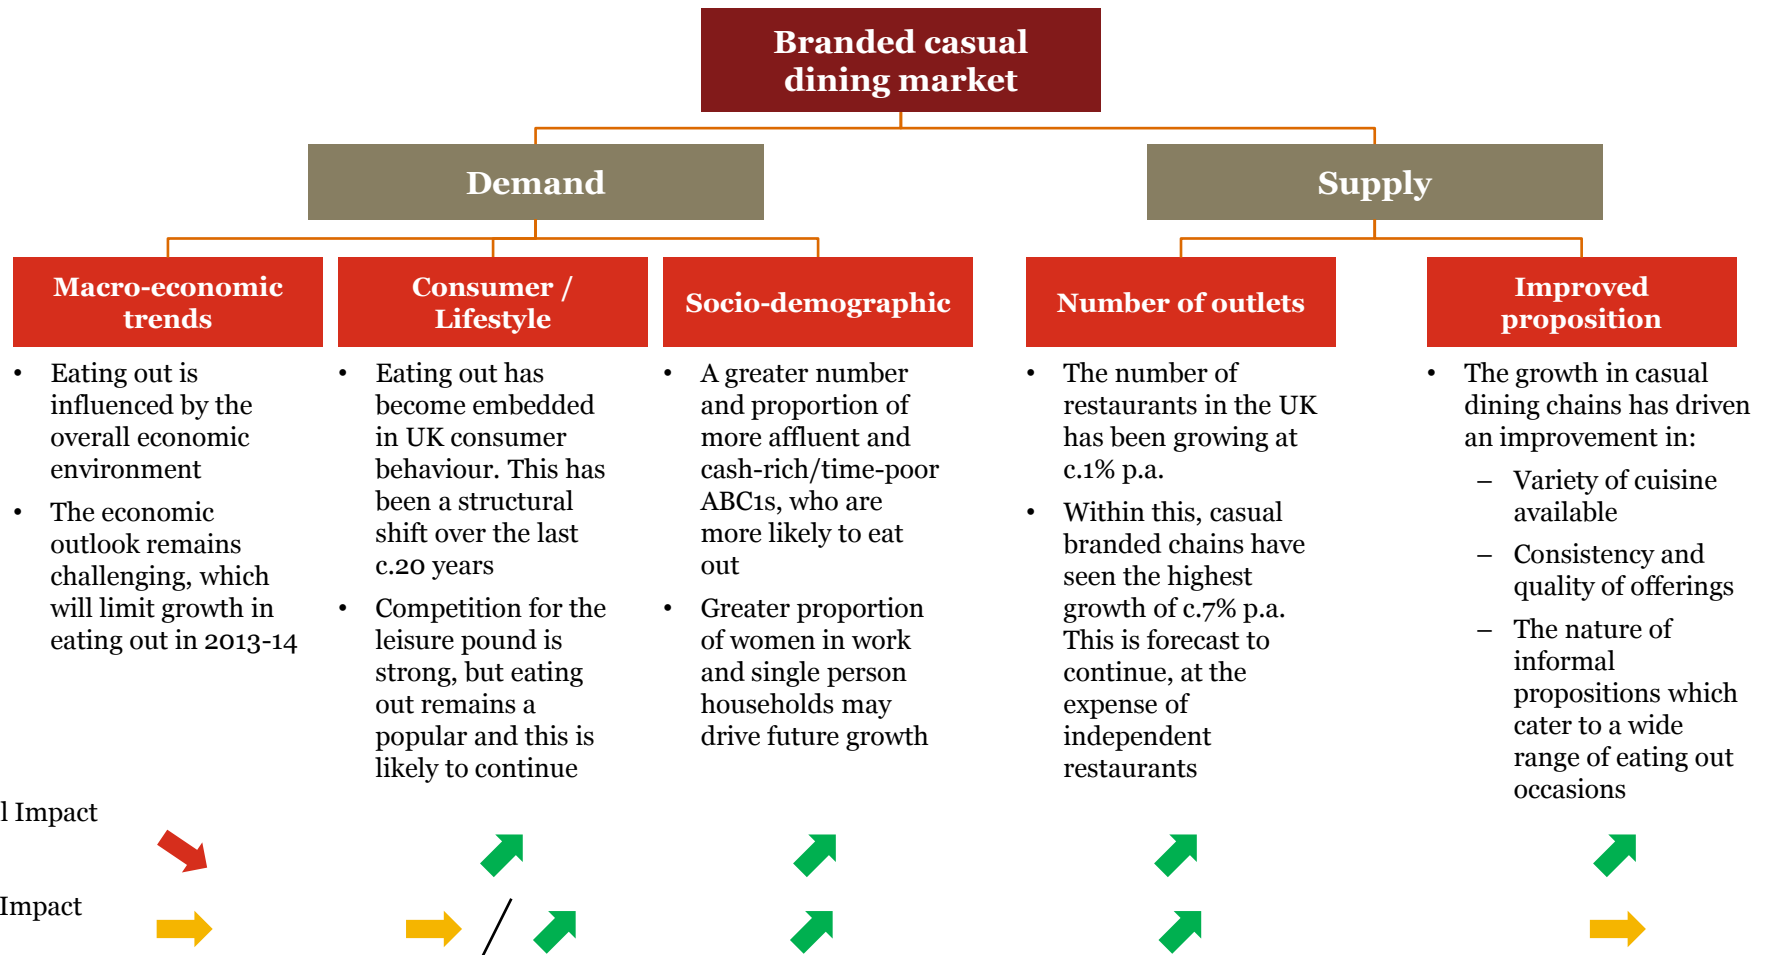 Branded casual
dining market
Demand
Supply
Macro-economic
trends
• Eating out is
influenced by the
overall economic
environment
• The economic
outlook remains
challenging, which
will limit growth in
eating out in 2013-14
Consumer /
Lifestyle
• Eating out has
become embedded
in UK consumer
behaviour. This has
been a structural
shift over the last
c.20 years
• Competition for the
leisure pound is
strong, but eating
out remains a
popular and this is
likely to continue
Socio-demographic
• A greater number
and proportion of
more affluent and
cash-rich/time-poor
ABC1s, who are
more likely to eat
out
• Greater proportion
of women in work
and single person
households may
drive future growth
Number of outlets
• The number of
restaurants in the UK
has been growing at
c.1% p.a.
• Within this, casual
branded chains have
seen the highest
growth of c.7% p.a.
This is forecast to
continue, at the
expense of
independent
restaurants
Improved
proposition
• The growth in casual
dining chains has driven
an improvement in:
– Variety of cuisine
available
– Consistency and
quality of offerings
– The nature of
informal
propositions which
cater to a wide
range of eating out
occasions
l Impact
Impact
/